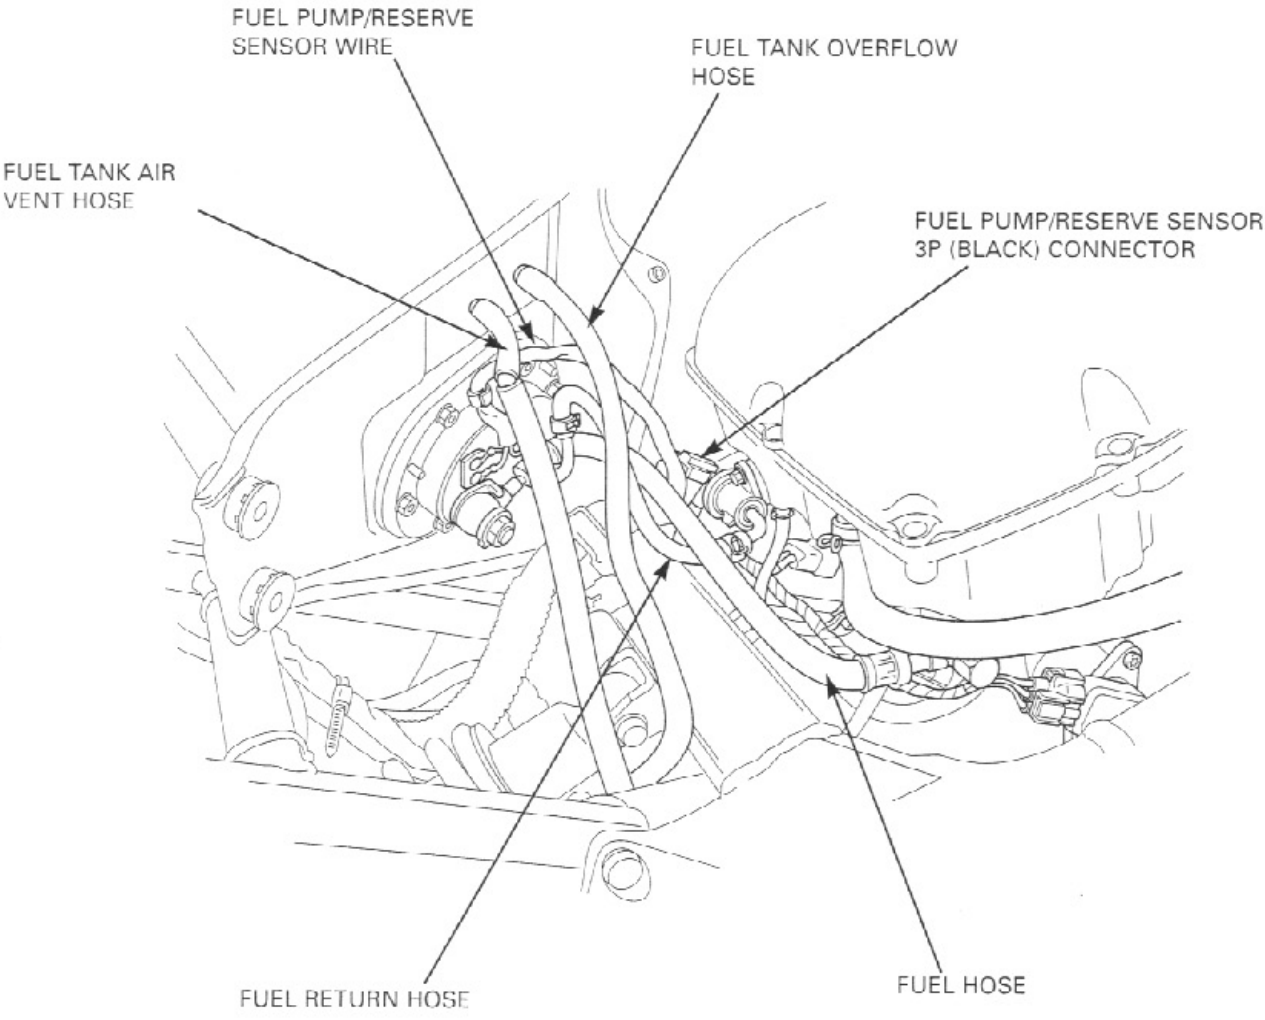 FUEL PUMP/RESERVE
SENSOR WIRE
FUEL TANK OVERFLOW
HOSE
FUEL TANK AIR
VENT HOSE
FUEL PUMP/RESERVE SENSOR
3P (BLACK) CONNECTOR
FUEL RETURN HOSE
FUEL HOSE